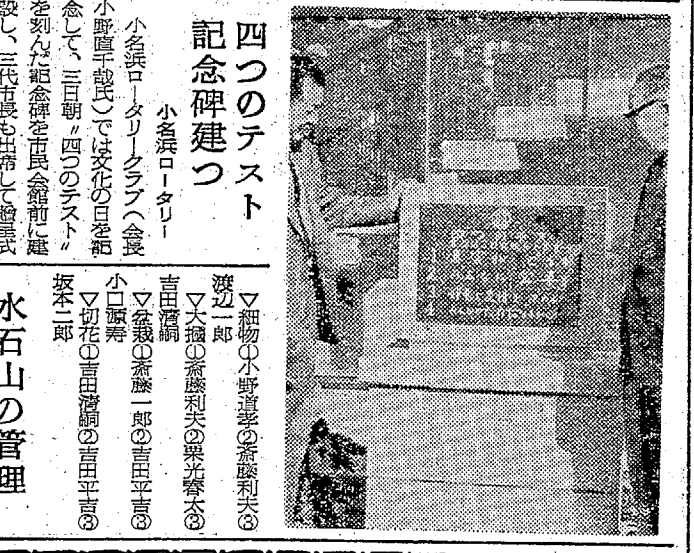 四つのテスト
記念碑建つ
小名浜ロータリー
小名浜ロータリークラブ（会長
小野直千哉氏）では文化の日を記
念して、三日朝〃四つのテスト〃
を刻んだ記念碑を市民会館前に建
設し、三代市長も出席して贈呈式
▽細物①小野道孝②斎藤利夫③
渡辺一郎
▽大掴①斎藤利夫②栗光春太③
吉田清嗣
▽盆栽①斎藤一郎②吉田平吉③
小口源寿
▽切花①吉田清嗣②吉田平吉③
坂本二郎
水石山の管理